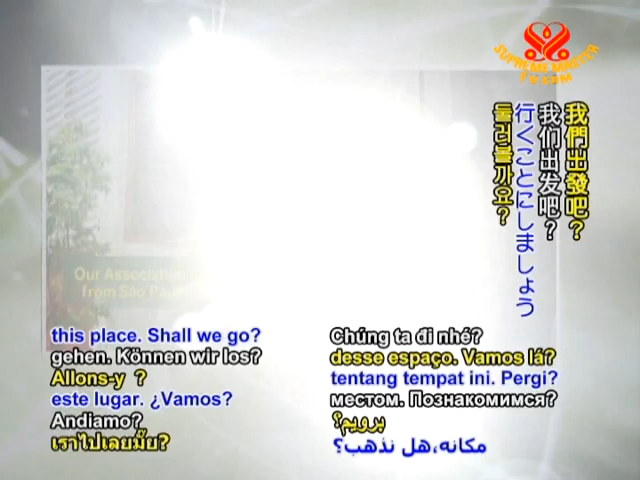 SUPREME MASTER
TV.COM
我們出發吧？
我们出发吧？
行くことにしましょう
둘러볼까요？
Our Association
from São Pa
this place. Shall we go?
gehen. Können wir los?
Allons-y ?
este lugar. ¿Vamos?
Andiamo?
เราไปเลยมั๊ย?
Chúng ta đi nhé?
desse espaço. Vamos lá?
tentang tempat ini. Pergi?
местом. Познакомимся?
برویم؟
مكانه،هل نذهب؟